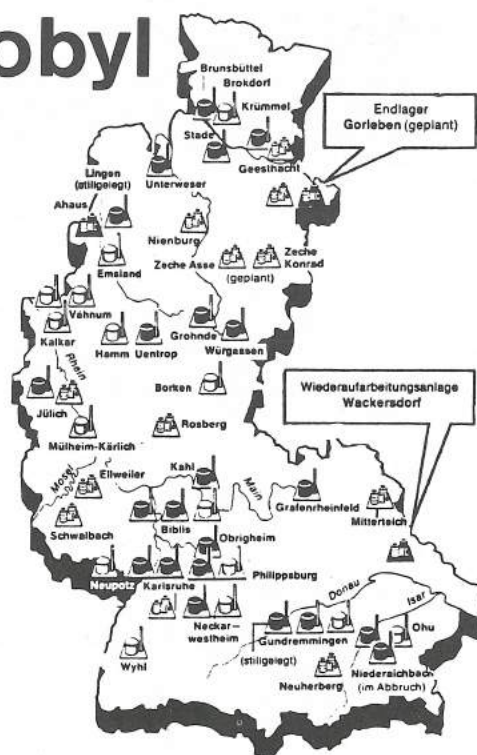 obyl
Brunsbüttel
Brokdorf
Krümmel
Stade
Geesthacht
Endlager
Gorleben (geplant)
Lingen
(stillgelegt)
Unterweser
Ahaus
Nienburg
Emsland
Zeche Asse
Zeche
Konrad
(geplant)
Vahnum
Kalkar
Rhein
Hamm
Uentrop
Grohnde
Würgassen
Borken
Jülich
Rosberg
Mülheim-Kärlich
Wiederaufarbeitungsanlage
Wackersdorf
Mosel
Ellweiler
Kahl
Main
Grafenrheinfeld
Mitterteich
Schwalbach
Biblis
Obrigheim
Neupotz
Karlsruhe
Philippsburg
Neckar-
westheim
Donau
Isar
Gundremmingen
(stillgelegt)
Ohu
Wyhl
Neuherberg
Niederaichbach
(im Abbruch)